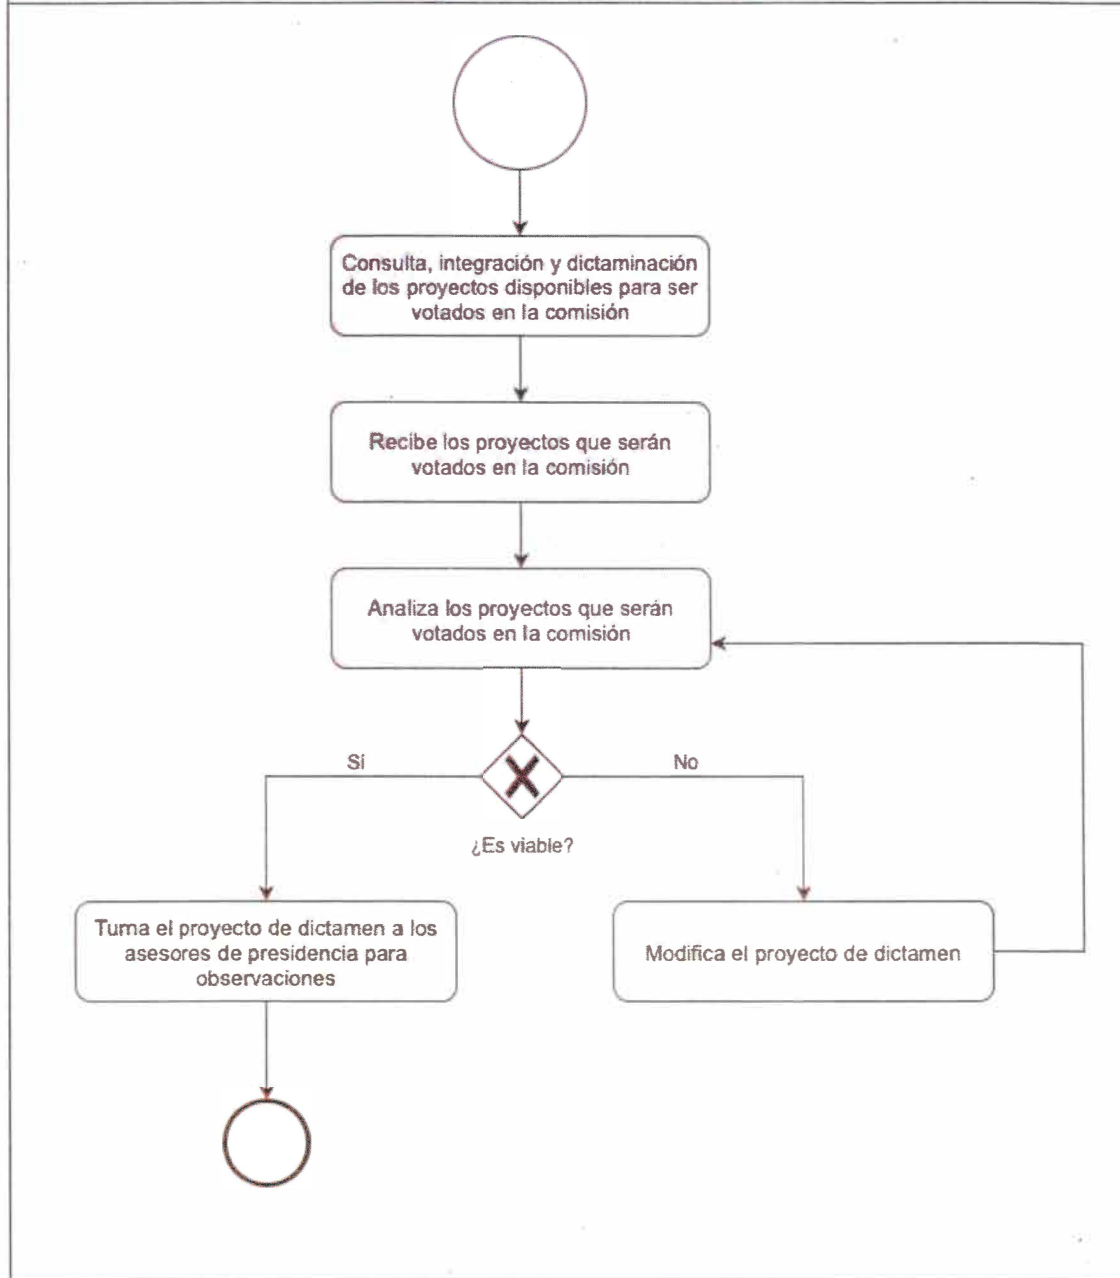 Consulta, integración y dictaminación
de los proyectos disponibles para ser
votados en la comisión
Recibe los proyectos que serán
votados en la comisión
Analiza los proyectos que serán
votados en la comisión
Si
No
¿Es viable?
Turna el proyecto de dictamen a los
asesores de presidencia para
observaciones
Modifica el proyecto de dictamen